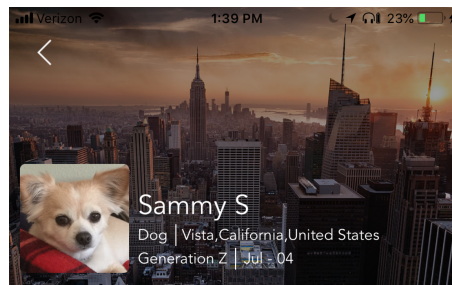 Verizon 1:39 PM 23%
Sammy S
Dog | Vista,California,United States
Generation Z | Jul - 04